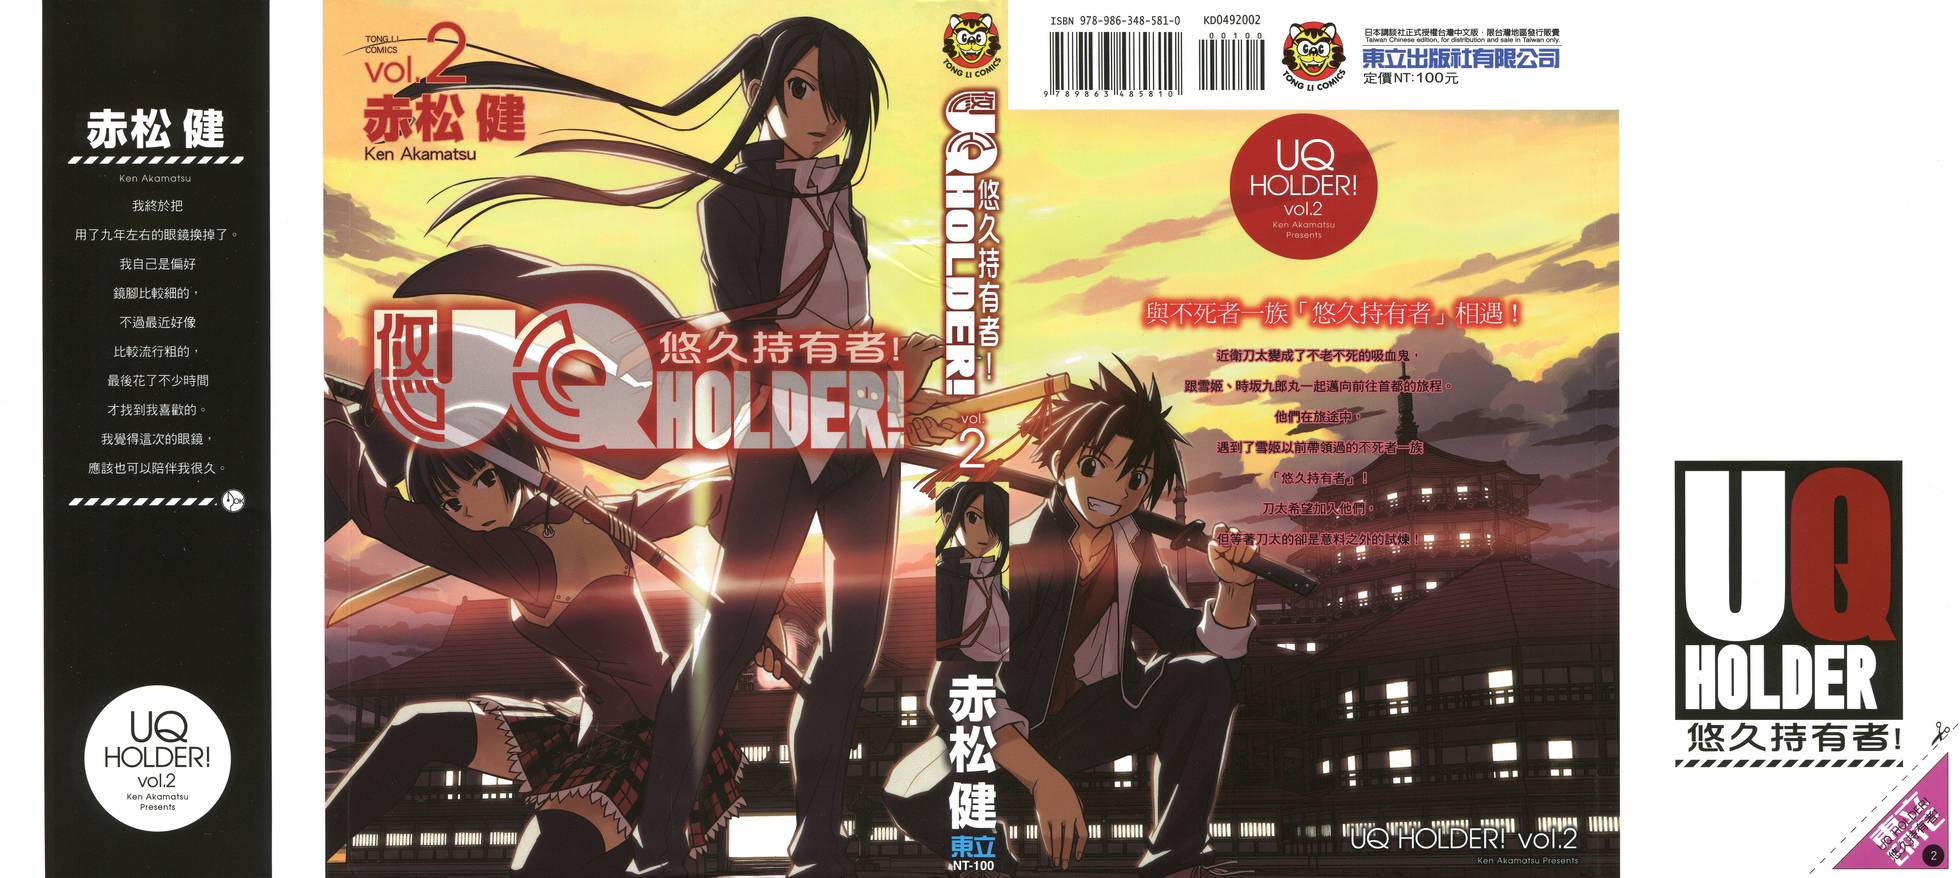 赤松 健
Ken Akamatsu
我終於把
用了九年左右的眼鏡換掉了。
我自己是偏好
鏡腳比較細的，
不過最近好像
比較流行粗的，
最後花了不少時間
才找到我喜歡的。
我覺得這次的眼鏡，
應該也可以陪伴我很久。
OK
UQ
HOLDER!
vol.2
Ken Akamatsu
Presents
TONG LI
COMICS
vol.2
赤松 健
Ken Akamatsu
悠
UQ
悠久持有者!
HOLDER!
TONG LI COMICS
悠
UQ HOLDER!
悠久持有者!
vol.
2
赤松 健
東立
NT-100
ISBN 978-986-348-581-0
KD0492002
00100
9 789863 485810
TONG LI COMICS
日本講談社正式授權台灣中文版・限台灣地區發行販賣
Taiwan Chinese edition, for distribution and sale in Taiwan only.
東立出版社有限公司
定價NT:100元
UQ
HOLDER!
vol.2
Ken Akamatsu
Presents
與不死者一族「悠久持有者」相遇！
近衛刀太變成了不老不死的吸血鬼，
跟雪姬、時坂九郎丸一起邁向前往首都的旅程。
他們在旅途中，
遇到了雪姬以前帶領過的不死者一族
「悠久持有者」！
刀太希望加入他們，
但等著刀太的卻是意料之外的試煉！
UQ HOLDER! vol.2
Ken Akamatsu Presents
UQ
HOLDER
悠久持有者!
東立
UQ HOLDER!
悠久持有者!
2